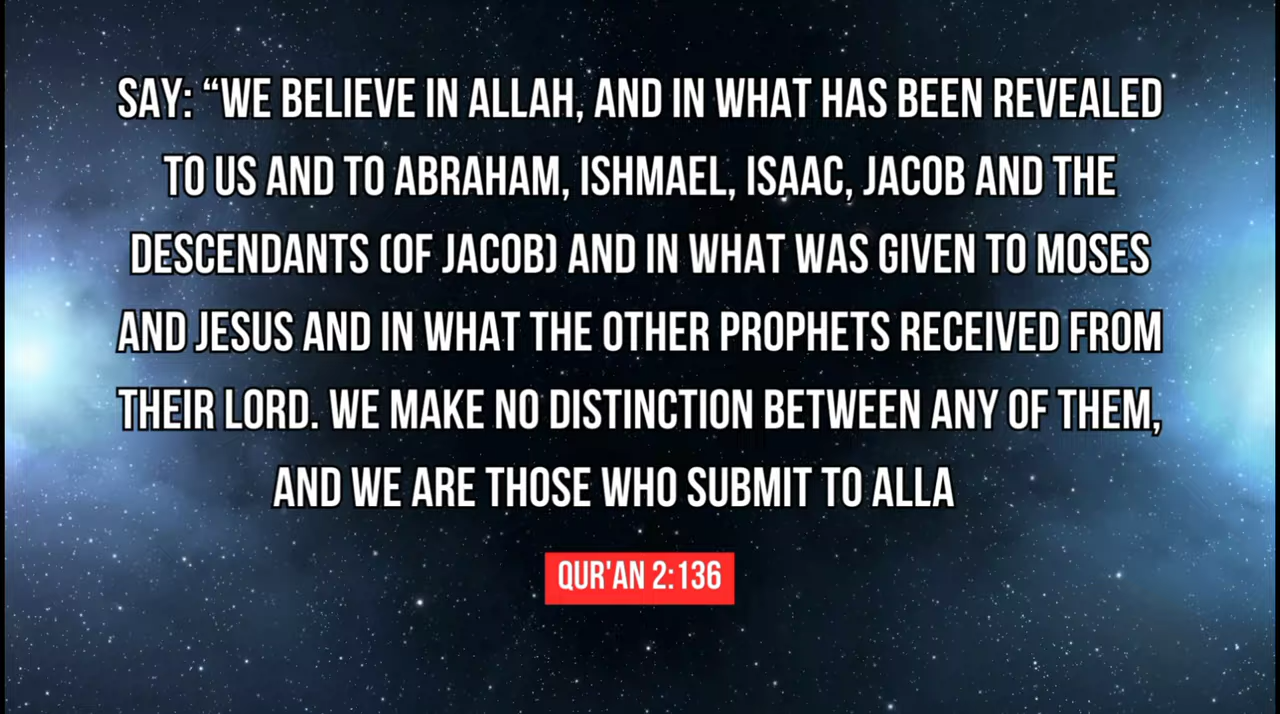 SAY: “WE BELIEVE IN ALLAH, AND IN WHAT HAS BEEN REVEALED
TO US AND TO ABRAHAM, ISHMAEL, ISAAC, JACOB AND THE
DESCENDANTS (OF JACOB) AND IN WHAT WAS GIVEN TO MOSES
AND JESUS AND IN WHAT THE OTHER PROPHETS RECEIVED FROM
THEIR LORD. WE MAKE NO DISTINCTION BETWEEN ANY OF THEM,
AND WE ARE THOSE WHO SUBMIT TO ALLA
QUR'AN 2:136